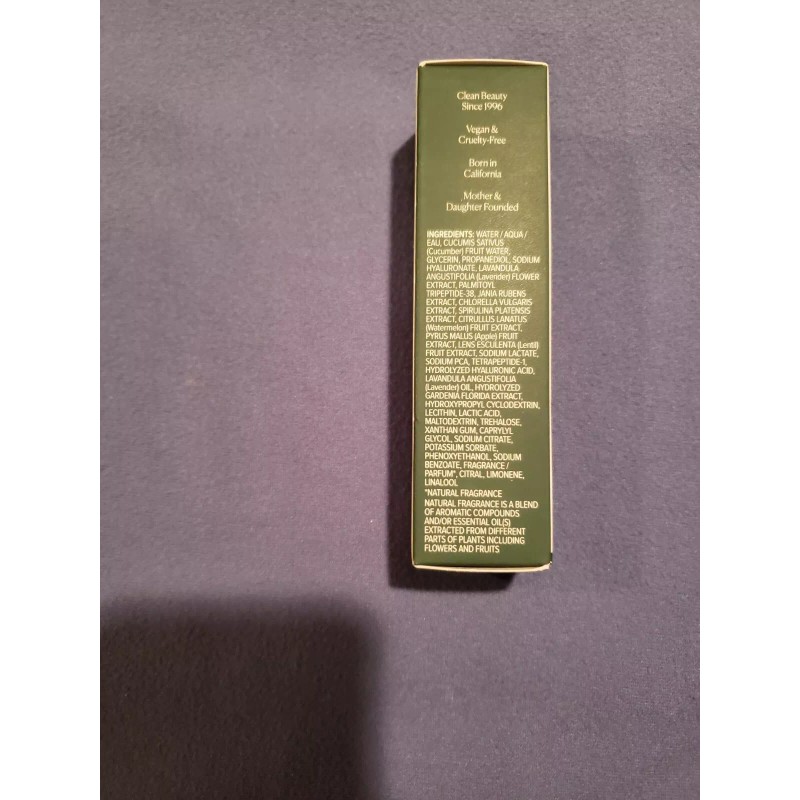 Clean Beauty
Since 1996
Vegan &
Cruelty-Free
Born in
California
Mother &
Daughter Founded
INGREDIENTS: WATER / AQUA /
EAU, CUCUMIS SATIVUS
(Cucumber) FRUIT WATER,
GLYCERIN, PROPANEDIOL, SODIUM
HYALURONATE, LAVANDULA
ANGUSTIFOLIA (Lavender) FLOWER
EXTRACT, PALMITOYL
TRIPEPTIDE-38, JANIA RUBENS
EXTRACT, CHLORELLA VULGARIS
EXTRACT, SPIRULINA PLATENSIS
EXTRACT, CITRULLUS LANATUS
(Watermelon) FRUIT EXTRACT,
PYRUS MALUS (Apple) FRUIT
EXTRACT, LENS ESCULENTA (Lentil)
FRUIT EXTRACT, SODIUM LACTATE,
SODIUM PCA, TETRAPEPTIDE-1,
HYDROLYZED HYALURONIC ACID,
LAVANDULA ANGUSTIFOLIA
(Lavender) OIL, HYDROLYZED
GARDENIA FLORIDA EXTRACT,
HYDROXYPROPYL CYCLODEXTRIN,
LECITHIN, LACTIC ACID,
MALTODEXTRIN, TREHALOSE,
XANTHAN GUM, CAPRYLYL
GLYCOL, SODIUM CITRATE,
POTASSIUM SORBATE,
PHENOXYETHANOL, SODIUM
BENZOATE, FRAGRANCE /
PARFUM*, CITRAL, LIMONENE,
LINALOOL
*NATURAL FRAGRANCE
NATURAL FRAGRANCE IS A BLEND
OF AROMATIC COMPOUNDS
AND/OR ESSENTIAL OIL(S)
EXTRACTED FROM DIFFERENT
PARTS OF PLANTS INCLUDING
FLOWERS AND FRUITS